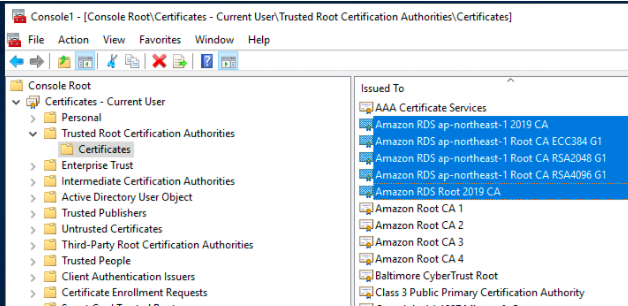 Console1 - [Console Root\Certificates - Current User\Trusted Root Certification Authorities\Certificates]
File Action View Favorites Window Help
Console Root
Certificates - Current User
Personal
Trusted Root Certification Authorities
Certificates
Enterprise Trust
Intermediate Certification Authorities
Active Directory User Object
Trusted Publishers
Untrusted Certificates
Third-Party Root Certification Authorities
Trusted People
Client Authentication Issuers
Certificate Enrollment Requests
Issued To
AAA Certificate Services
Amazon RDS ap-northeast-1 2019 CA
Amazon RDS ap-northeast-1 Root CA ECC384 G1
Amazon RDS ap-northeast-1 Root CA RSA2048 G1
Amazon RDS ap-northeast-1 Root CA RSA4096 G1
Amazon RDS Root 2019 CA
Amazon Root CA 1
Amazon Root CA 2
Amazon Root CA 3
Amazon Root CA 4
Baltimore CyberTrust Root
Class 3 Public Primary Certification Authority